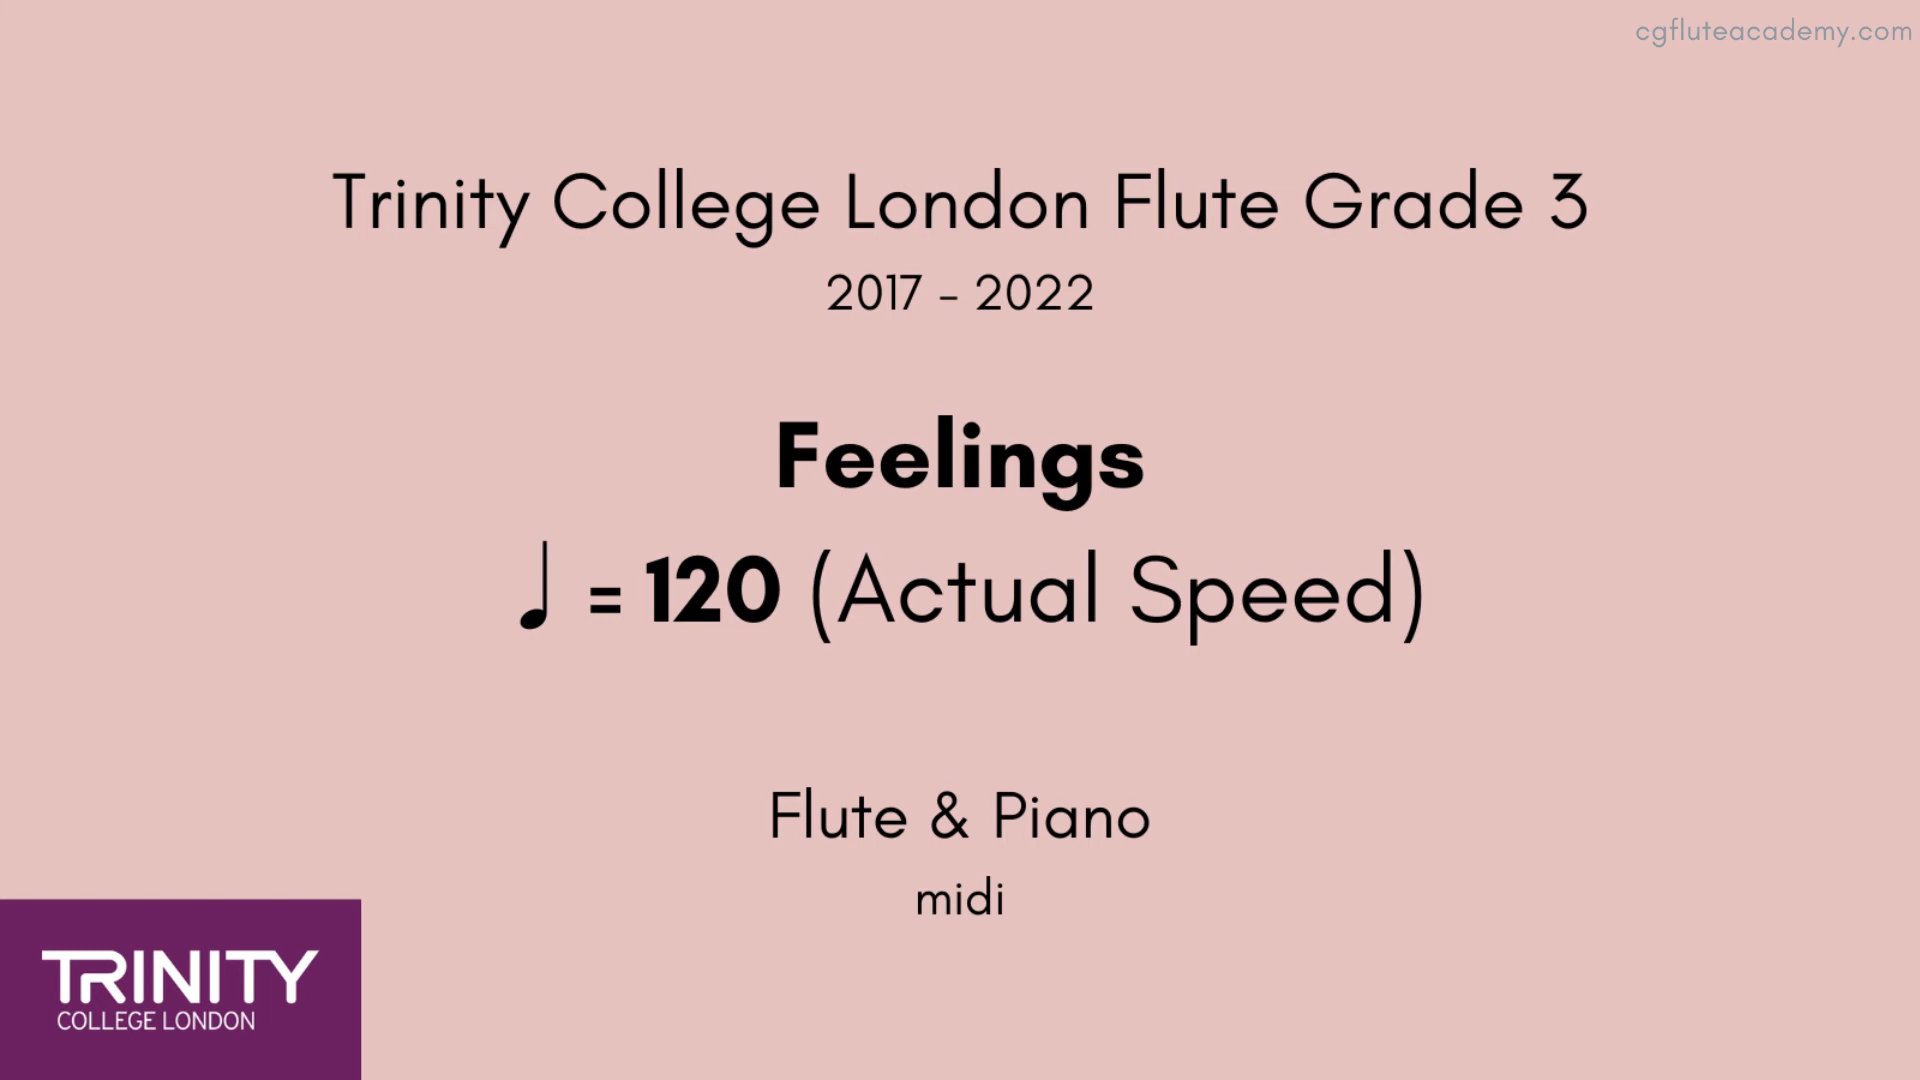 cgfluteacademy.com
Trinity College London Flute Grade 3
2017 - 2022
Feelings
♩ = 120 (Actual Speed)
Flute & Piano
midi
TRINITY
COLLEGE LONDON